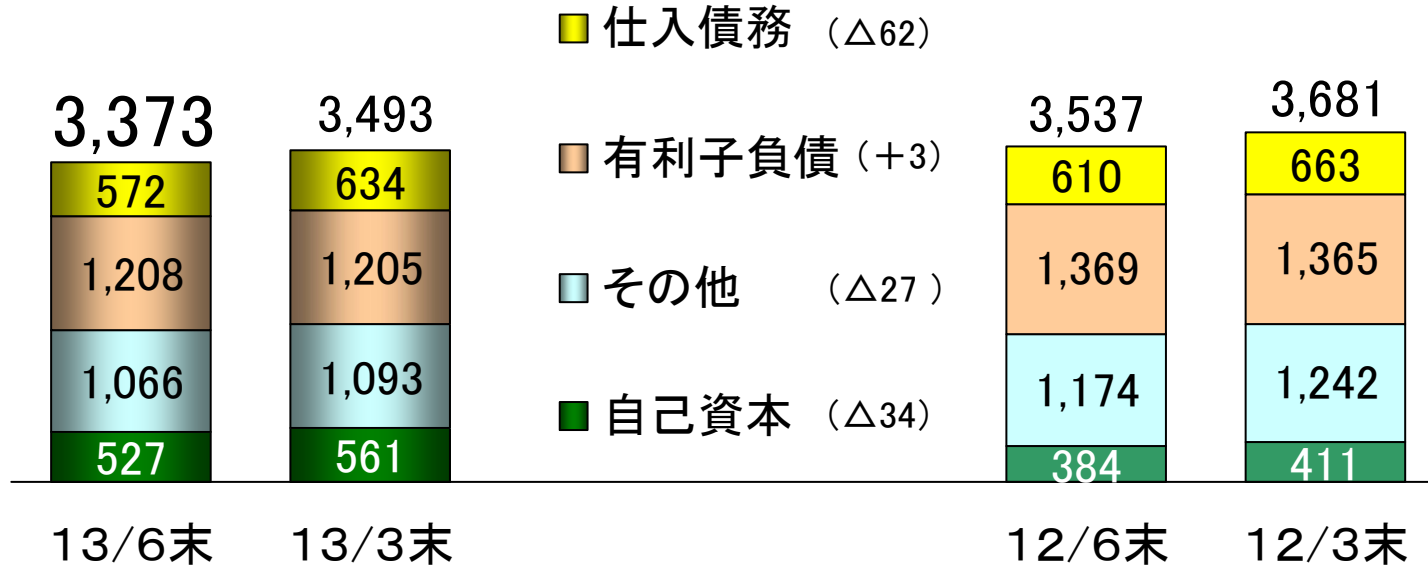 仕入債務 (△62)
3,373 3,493 3,537 3,681
572 634 有利子負債 (＋3) 610 663
1,208 1,205 その他 (△27 ) 1,369 1,365
1,066 1,093 自己資本 (△34) 1,174 1,242
527 561 384 411
13/6末 13/3末 12/6末 12/3末